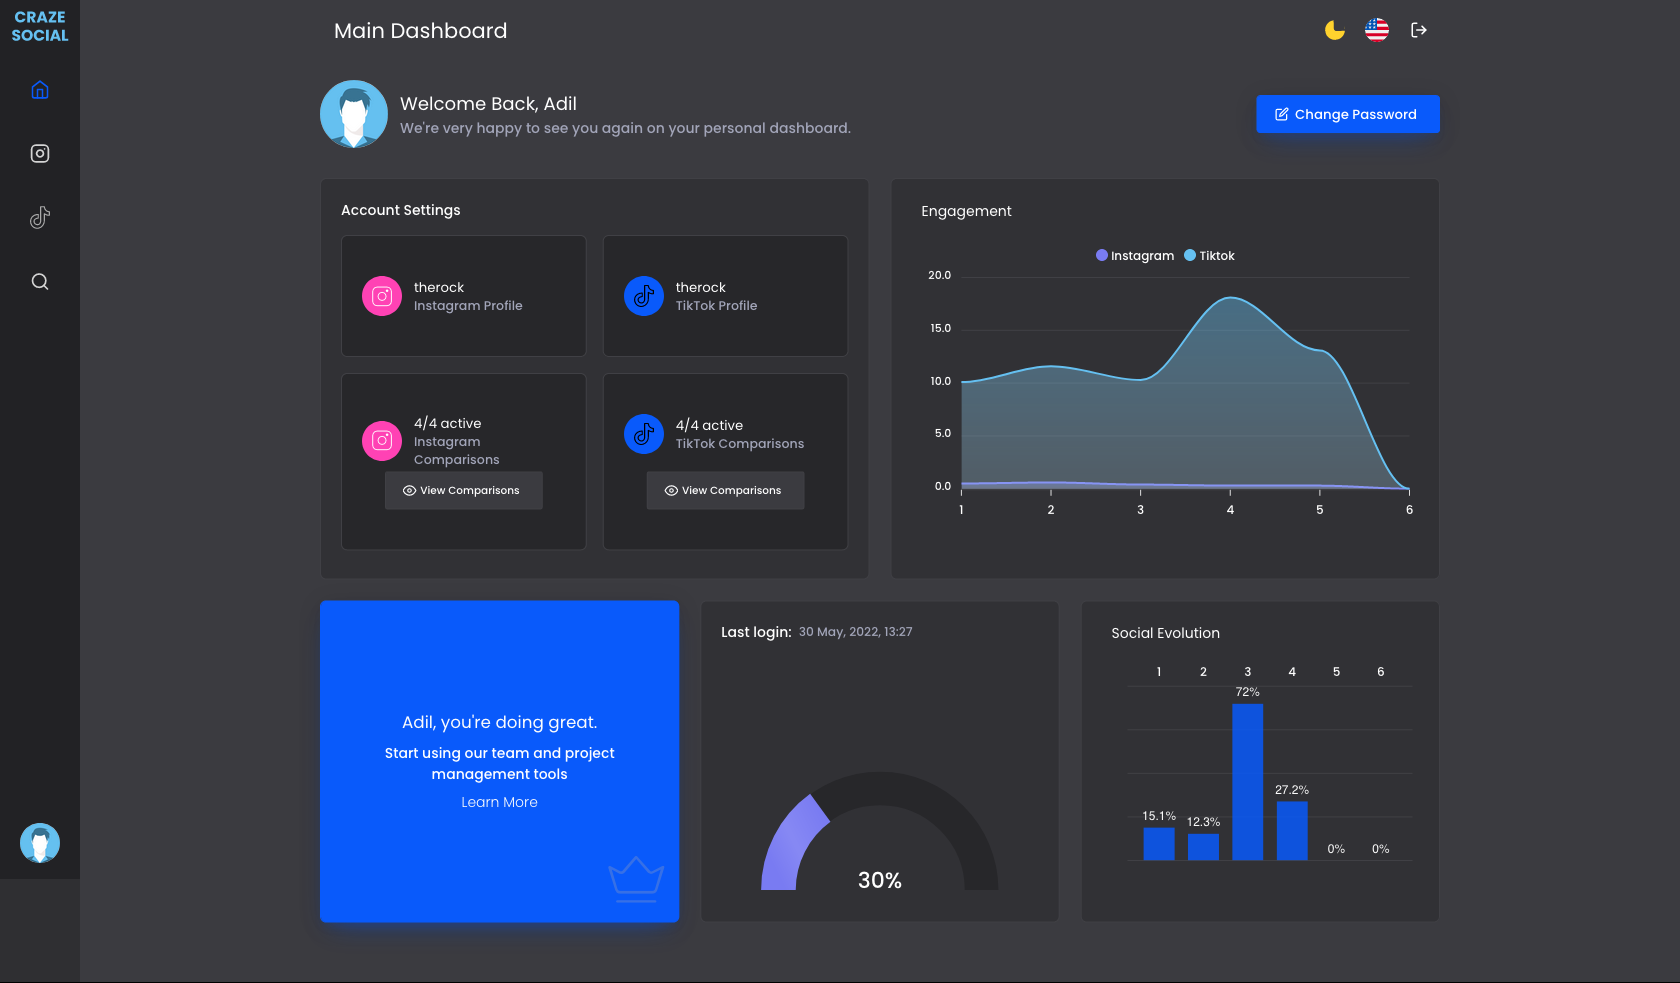 CRAZE
SOCIAL
Main Dashboard
Welcome Back, Adil
We're very happy to see you again on your personal dashboard.
Change Password
Account Settings
therock
Instagram Profile
therock
TikTok Profile
4/4 active
Instagram
Comparisons
View Comparisons
4/4 active
TikTok Comparisons
View Comparisons
Engagement
Instagram Tiktok
20.0
15.0
10.0
5.0
0.0
1 2 3 4 5 6
Adil, you're doing great.
Start using our team and project
management tools
Learn More
Last login: 30 May, 2022, 13:27
30%
Social Evolution
1 2 3 4 5 6
72%
27.2%
15.1% 12.3%
0% 0%